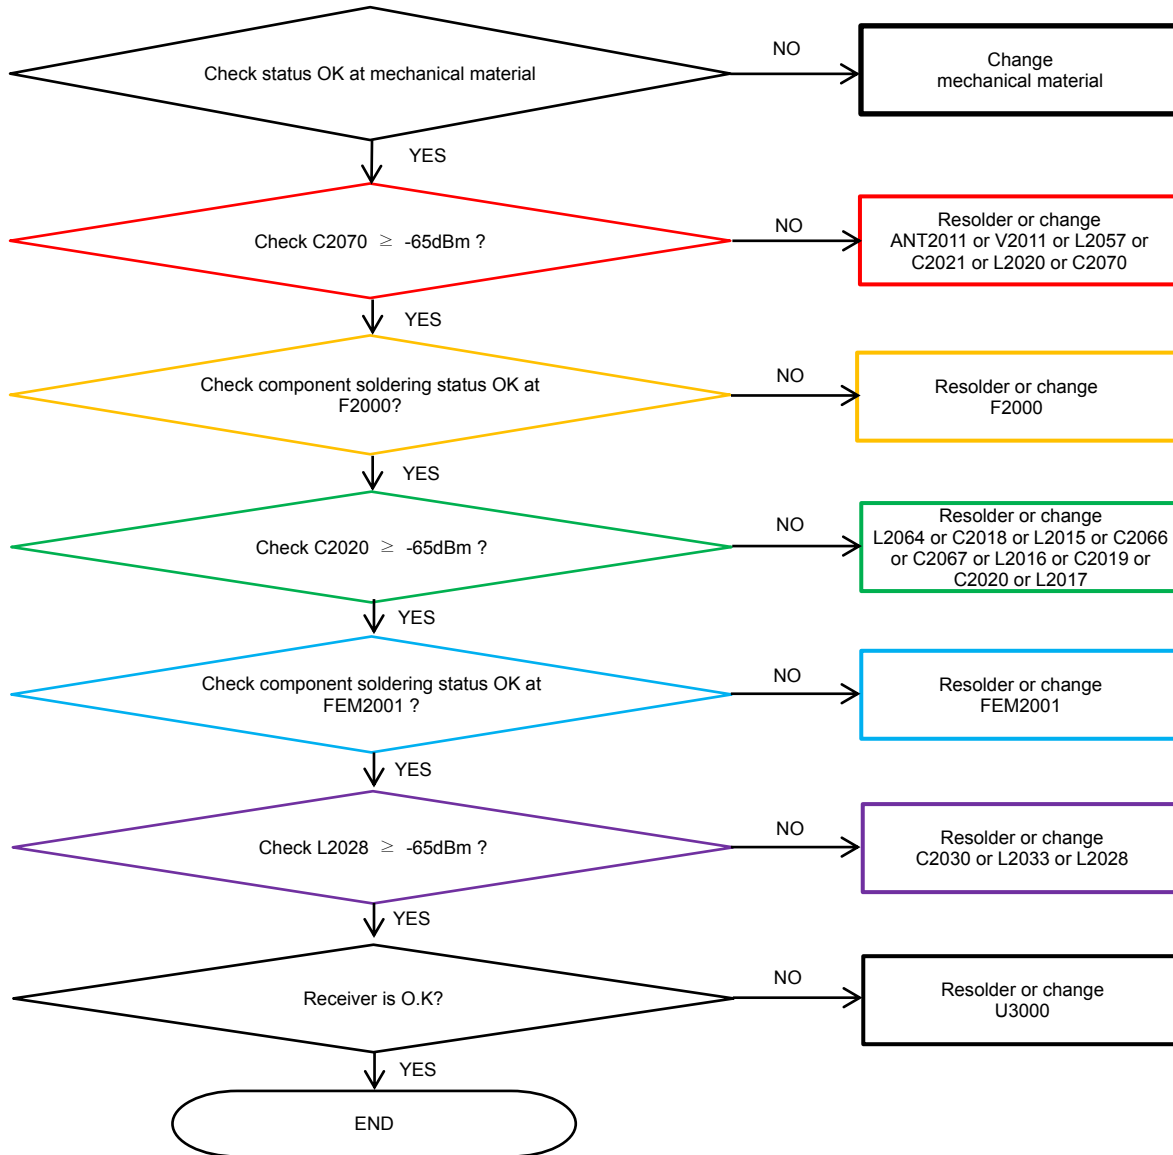 Check status OK at mechanical material
NO
Change
mechanical material
YES
Check C2070 ≥ -65dBm ?
NO
Resolder or change
ANT2011 or V2011 or L2057 or
C2021 or L2020 or C2070
YES
Check component soldering status OK at
F2000?
NO
Resolder or change
F2000
YES
Check C2020 ≥ -65dBm ?
NO
Resolder or change
L2064 or C2018 or L2015 or C2066
or C2067 or L2016 or C2019 or
C2020 or L2017
YES
Check component soldering status OK at
FEM2001 ?
NO
Resolder or change
FEM2001
YES
Check L2028 ≥ -65dBm ?
NO
Resolder or change
C2030 or L2033 or L2028
YES
Receiver is O.K?
NO
Resolder or change
U3000
YES
END